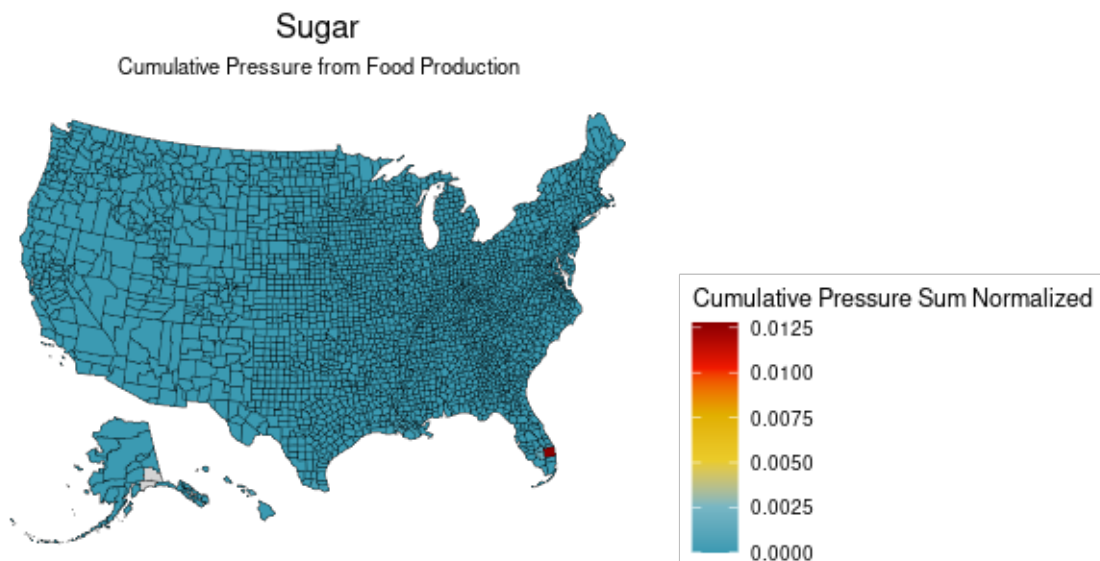 Sugar
Cumulative Pressure from Food Production
Cumulative Pressure Sum Normalized
0.0125
0.0100
0.0075
0.0050
0.0025
0.0000